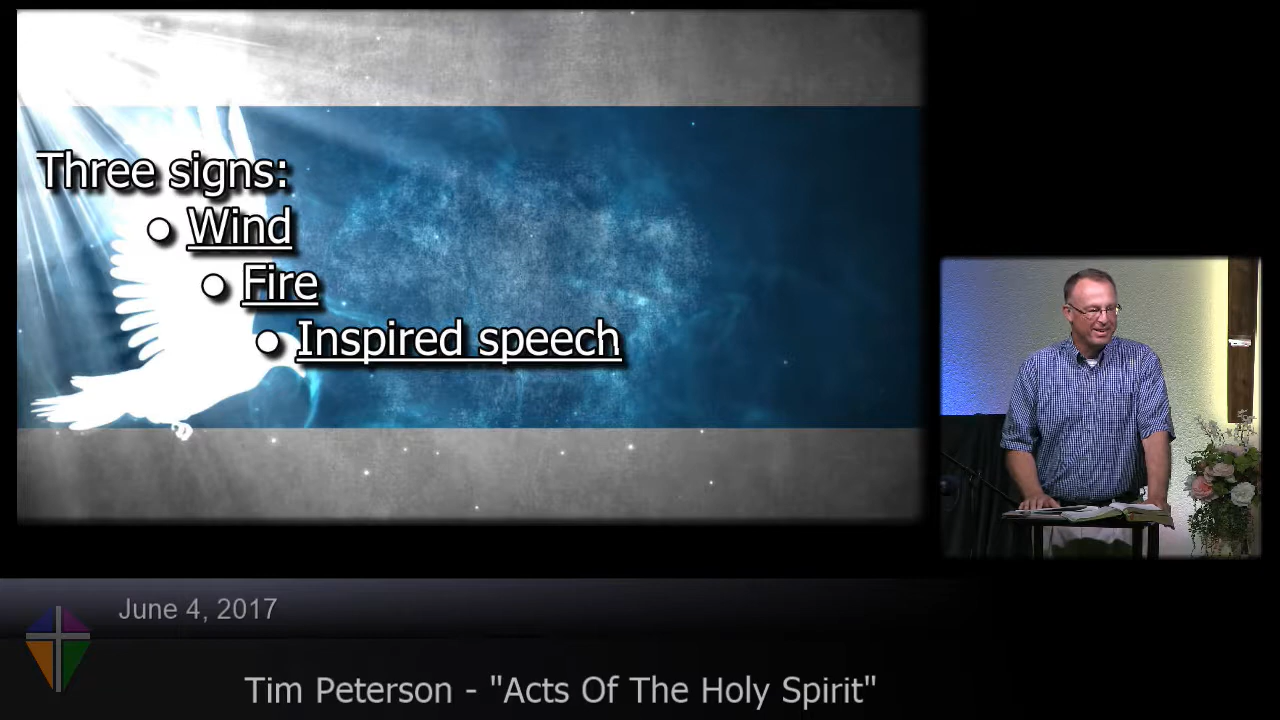 Three signs:
• Wind
• Fire
• Inspired speech
June 4, 2017
Tim Peterson - "Acts Of The Holy Spirit"